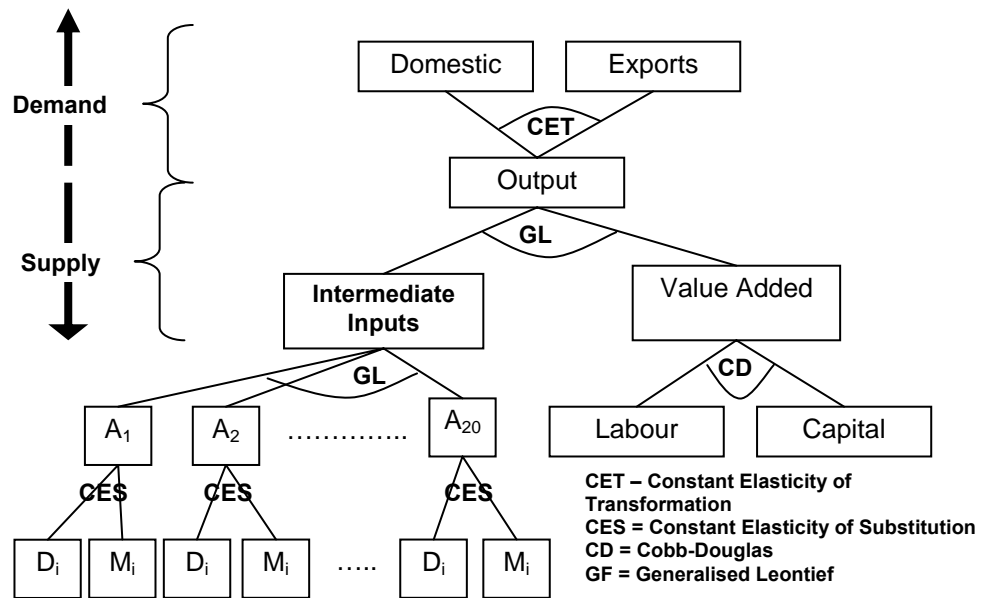 Domestic
Exports
Demand
CET
Output
GL
Supply
Intermediate
Inputs
Value Added
GL
CD
A₁
A₂
…………..
A₂₀
Labour
Capital
CES
CES
CES
CET – Constant Elasticity of
Transformation
CES = Constant Elasticity of Substitution
CD = Cobb-Douglas
GF = Generalised Leontief
Dᵢ
Mᵢ
Dᵢ
Mᵢ
…..
Dᵢ
Mᵢ